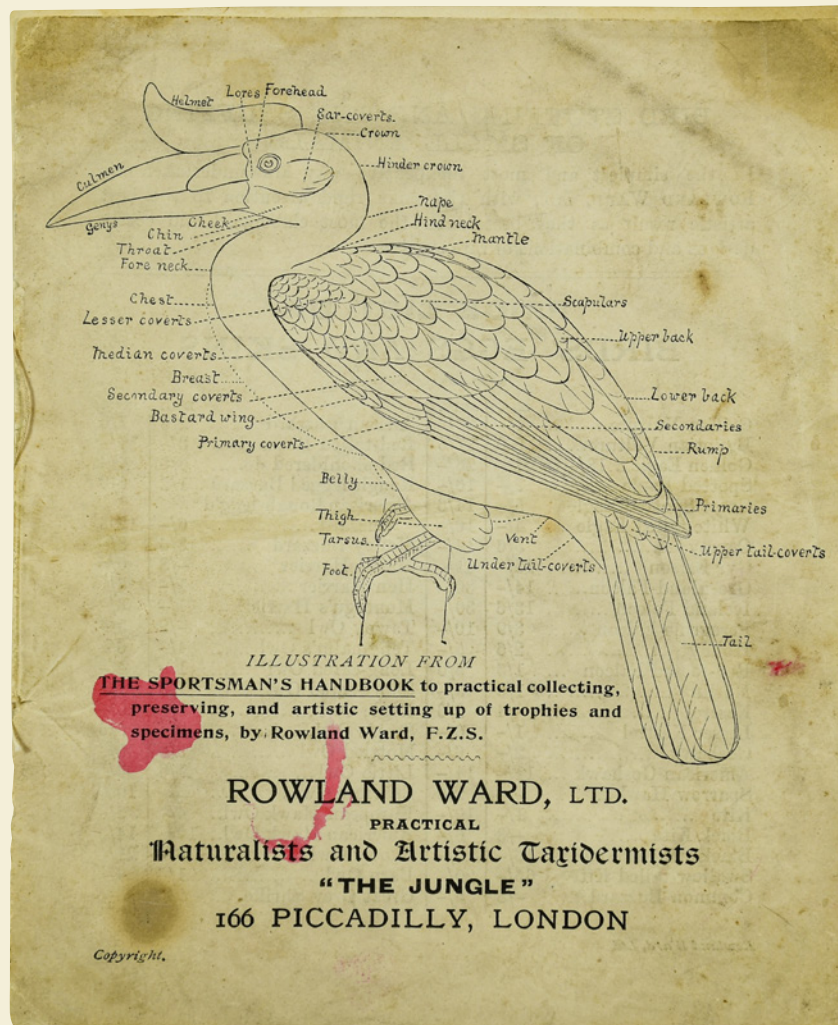 Helmet
Lores
Forehead
Ear-coverts
Crown
Hinder crown
Culmen
Genys
Cheek
Chin
Throat
Fore neck
Nape
Hind neck
Mantle
Chest
Lesser coverts
Scapulars
Upper back
Median coverts
Breast
Secondary coverts
Lower back
Bastard wing
Secondaries
Primary coverts
Rump
Belly
Primaries
Thigh
Tarsus
Vent
Upper tail-coverts
Foot
Under tail-coverts
Tail
ILLUSTRATION FROM
THE SPORTSMAN'S HANDBOOK to practical collecting,
preserving, and artistic setting up of trophies and
specimens, by Rowland Ward, F.Z.S.
ROWLAND WARD, LTD.
PRACTICAL
Naturalists and Artistic Taxidermists
"THE JUNGLE"
166 PICCADILLY, LONDON
Copyright.